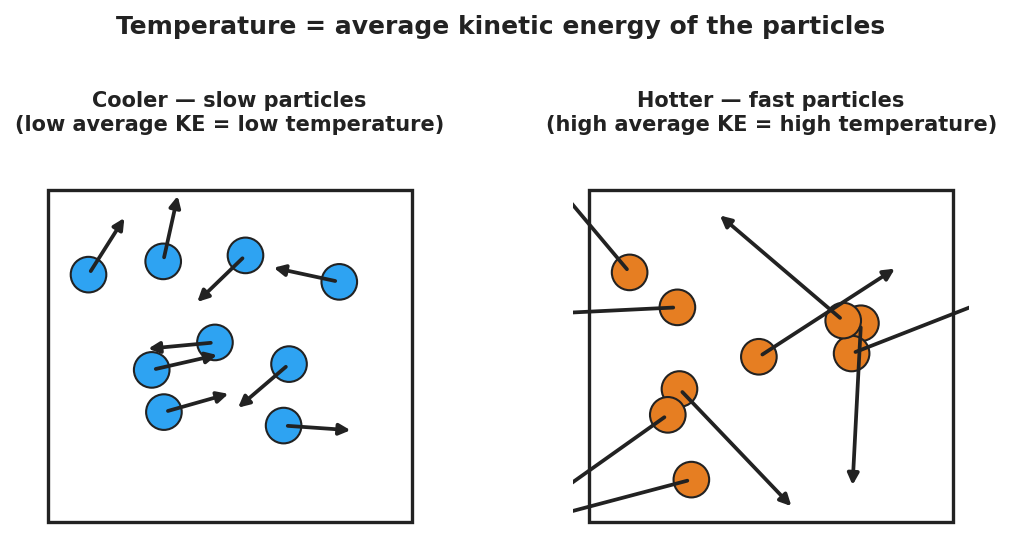 Temperature = average kinetic energy of the particles
Cooler — slow particles
(low average KE = low temperature)
Hotter — fast particles
(high average KE = high temperature)